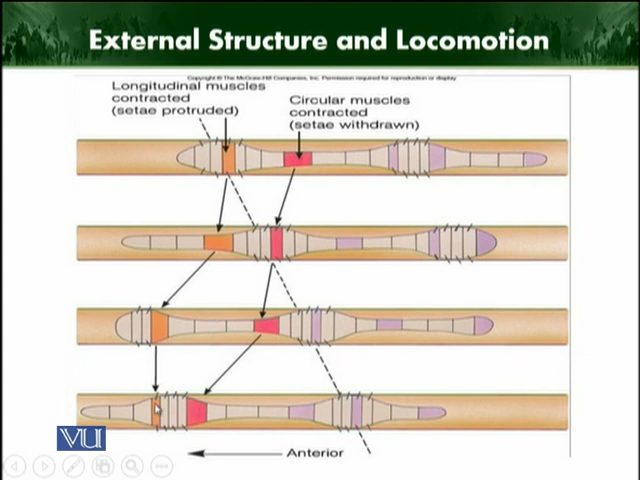 External Structure and Locomotion
Copyright © The McGraw-Hill Companies, Inc. Permission required for reproduction or display
Longitudinal muscles
contracted
(setae protruded)
Circular muscles
contracted
(setae withdrawn)
VU
Anterior